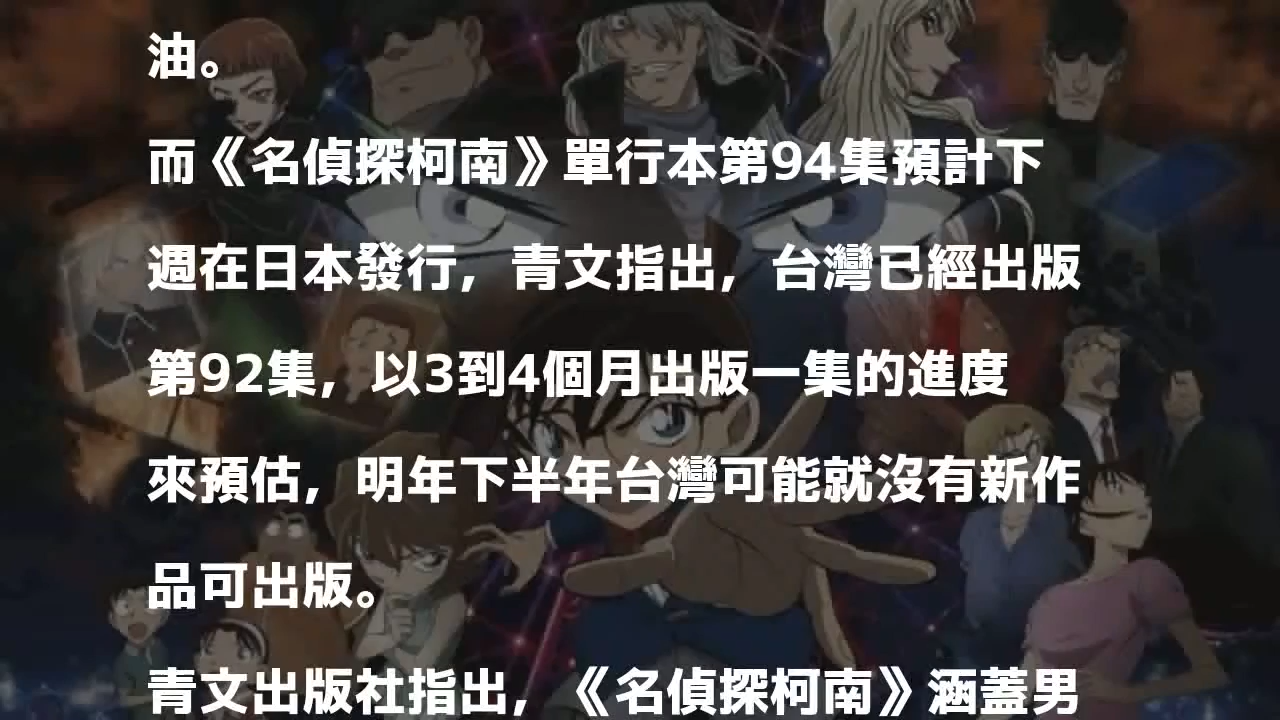 油。
而《名偵探柯南》單行本第94集預計下
週在日本發行，青文指出，台灣已經出版
第92集，以3到4個月出版一集的進度
來預估，明年下半年台灣可能就沒有新作
品可出版。
青文出版社指出，《名偵探柯南》涵蓋男